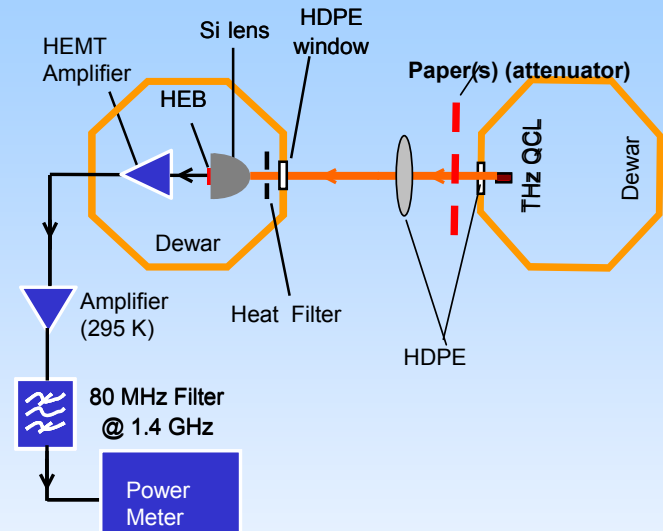 HDPE
window
Si lens
HEMT
Amplifier
HEB
Paper(s) (attenuator)
THz QCL
Dewar
Dewar
Heat Filter
HDPE
Amplifier
(295 K)
80 MHz Filter
@ 1.4 GHz
Power
Meter